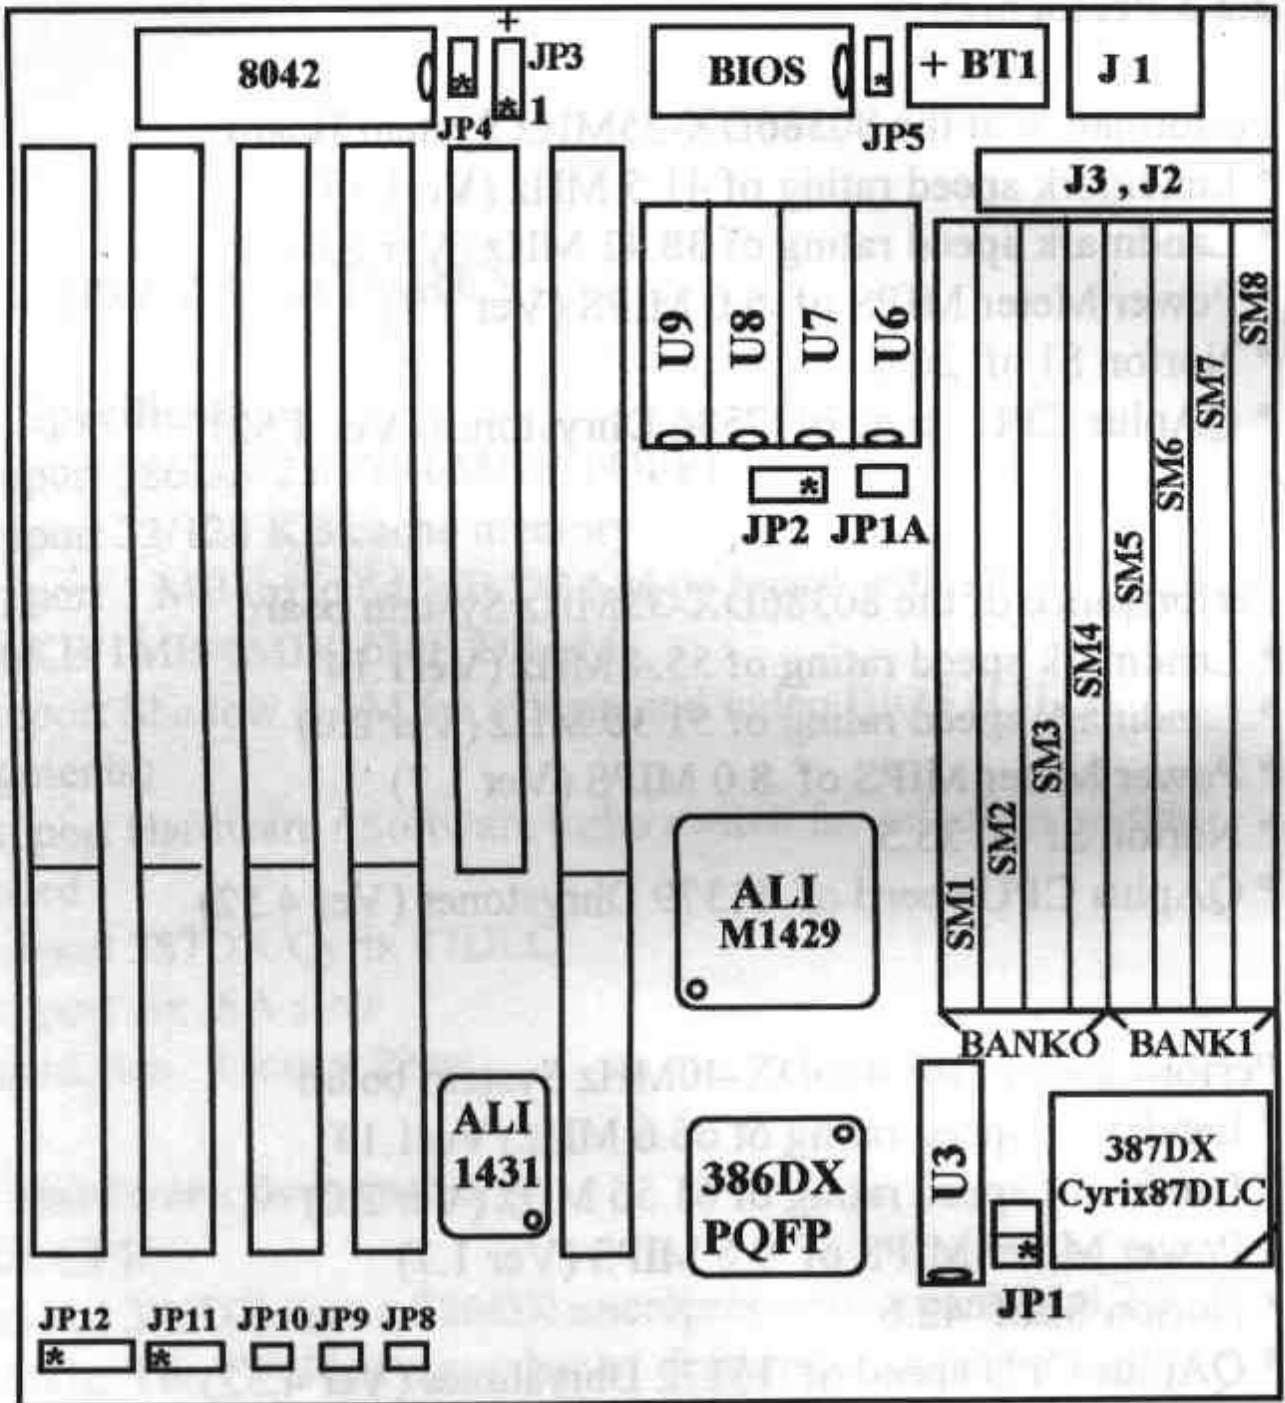 +
8042
JP3
* * 1
JP4
BIOS
*
JP5
+ BT1
J 1
J3 , J2
U9 U8 U7 U6
*
JP2 JP1A
SM1 SM2 SM3 SM4 SM5 SM6 SM7 SM8
ALI
M1429
BANKO BANK1
ALI
1431
386DX
PQFP
U3
387DX
Cyrix87DLC
*
JP1
JP12 JP11 JP10 JP9 JP8
* *